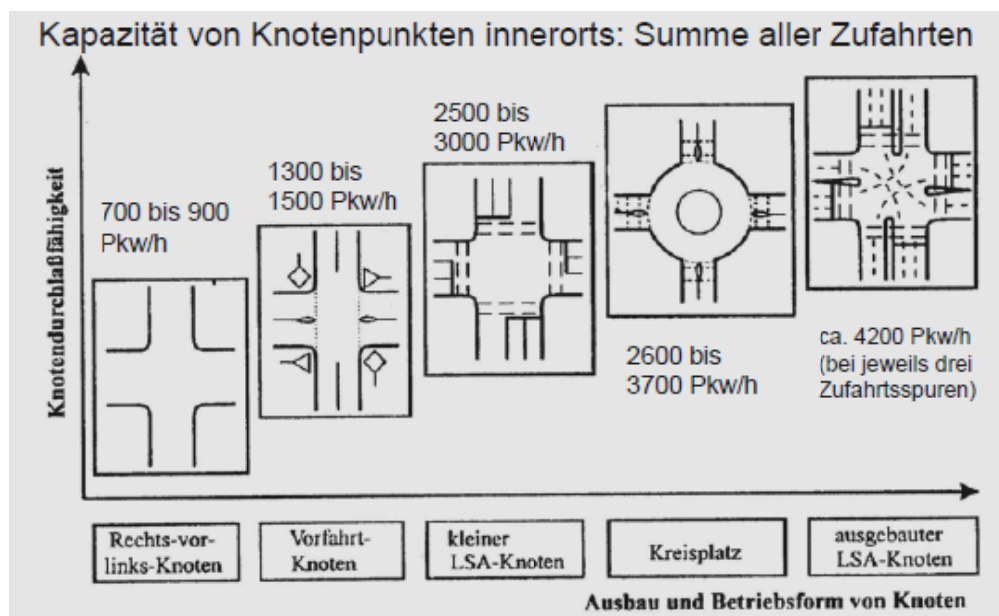 Kapazität von Knotenpunkten innerorts: Summe aller Zufahrten
Knotendurchlaßfähigkeit
700 bis 900
Pkw/h
1300 bis
1500 Pkw/h
2500 bis
3000 Pkw/h
2600 bis
3700 Pkw/h
ca. 4200 Pkw/h
(bei jeweils drei
Zufahrtsspuren)
Rechts-vor-
links-Knoten
Vorfahrt-
Knoten
kleiner
LSA-Knoten
Kreisplatz
ausgebauter
LSA-Knoten
Ausbau und Betriebsform von Knoten